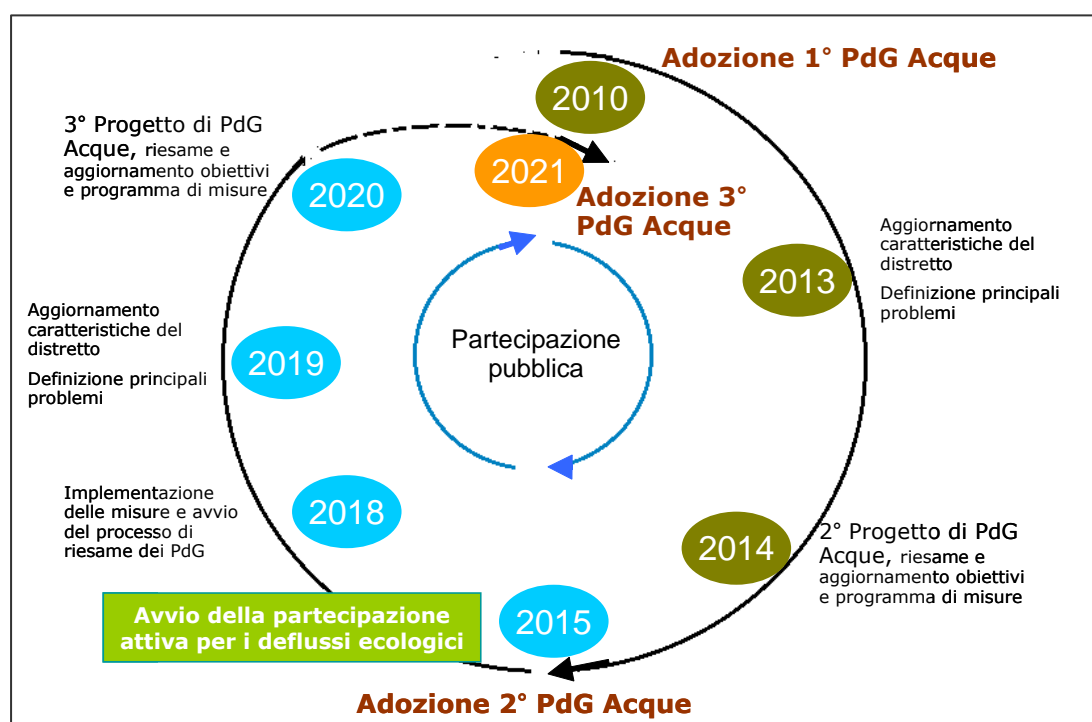 Adozione 1° PdG Acque
2010
3° Progetto di PdG
Acque, riesame e
aggiornamento obiettivi
e programma di misure
2020
2021
Adozione 3°
PdG Acque
Aggiornamento
caratteristiche del
distretto
Definizione principali
problemi
2013
Partecipazione
pubblica
Aggiornamento
caratteristiche del
distretto
Definizione principali
problemi
2019
Implementazione
delle misure e avvio
del processo di
riesame dei PdG
2018
2014
2° Progetto di PdG
Acque, riesame e
aggiornamento obiettivi
e programma di misure
Avvio della partecipazione
attiva per i deflussi ecologici
2015
Adozione 2° PdG Acque